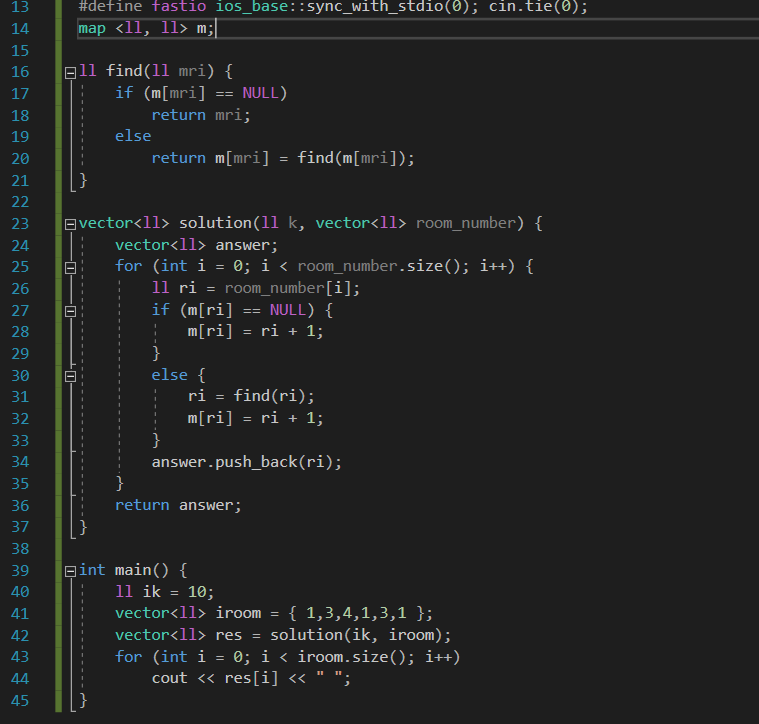 13 #define fastio ios_base::sync_with_stdio(0); cin.tie(0);
14 map <ll, ll> m;
15
16 ll find(ll mri) {
17     if (m[mri] == NULL)
18         return mri;
19     else
20         return m[mri] = find(m[mri]);
21 }
22
23 vector<ll> solution(ll k, vector<ll> room_number) {
24     vector<ll> answer;
25     for (int i = 0; i < room_number.size(); i++) {
26         ll ri = room_number[i];
27         if (m[ri] == NULL) {
28             m[ri] = ri + 1;
29         }
30         else {
31             ri = find(ri);
32             m[ri] = ri + 1;
33         }
34         answer.push_back(ri);
35     }
36     return answer;
37 }
38
39 int main() {
40     ll ik = 10;
41     vector<ll> iroom = { 1,3,4,1,3,1 };
42     vector<ll> res = solution(ik, iroom);
43     for (int i = 0; i < iroom.size(); i++)
44         cout << res[i] << " ";
45 }